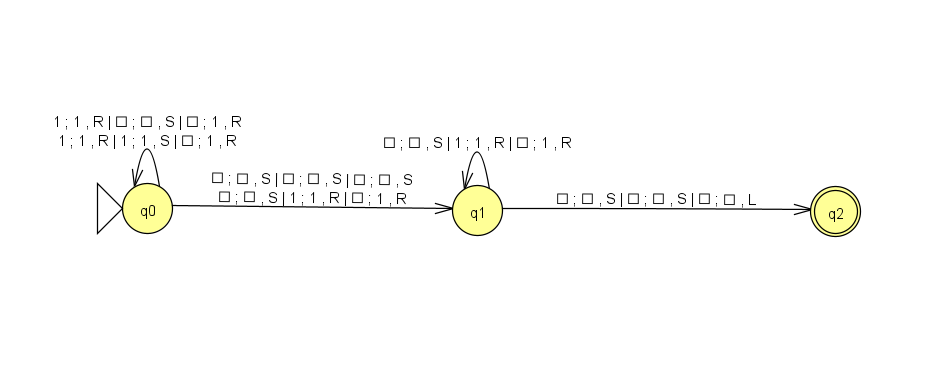 1 ; 1 , R | □ ; □ , S | □ ; 1 , R
1 ; 1 , R | 1 ; 1 , S | □ ; 1 , R
□ ; □ , S | 1 ; 1 , R | □ ; 1 , R
□ ; □ , S | □ ; □ , S | □ ; □ , S
□ ; □ , S | 1 ; 1 , R | □ ; 1 , R
□ ; □ , S | □ ; □ , S | □ ; □ , L
q0
q1
q2